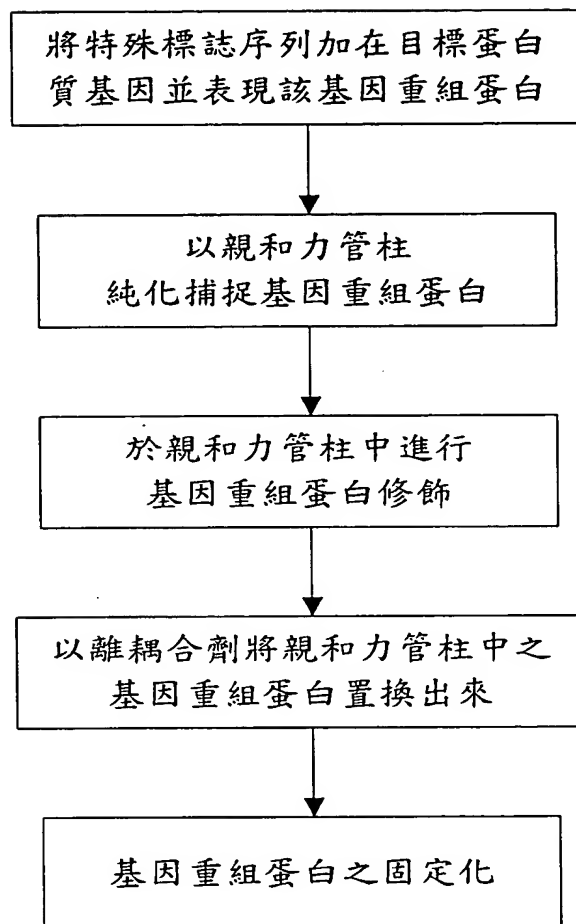 將特殊標誌序列加在目標蛋白
質基因並表現該基因重組蛋白
以親和力管柱
純化捕捉基因重組蛋白
於親和力管柱中進行
基因重組蛋白修飾
以離耦合劑將親和力管柱中之
基因重組蛋白置換出來
基因重組蛋白之固定化